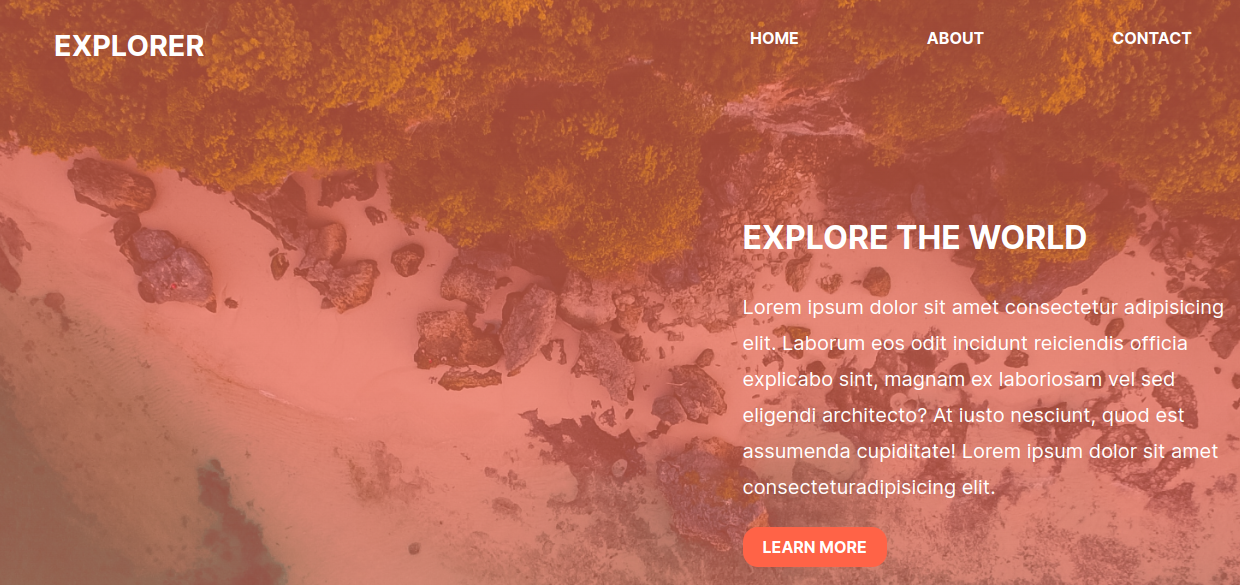 EXPLORER
HOME ABOUT CONTACT
EXPLORE THE WORLD
Lorem ipsum dolor sit amet consectetur adipisicing
elit. Laborum eos odit incidunt reiciendis officia
explicabo sint, magnam ex laboriosam vel sed
eligendi architecto? At iusto nesciunt, quod est
assumenda cupiditate! Lorem ipsum dolor sit amet
consecteturadipisicing elit.
LEARN MORE